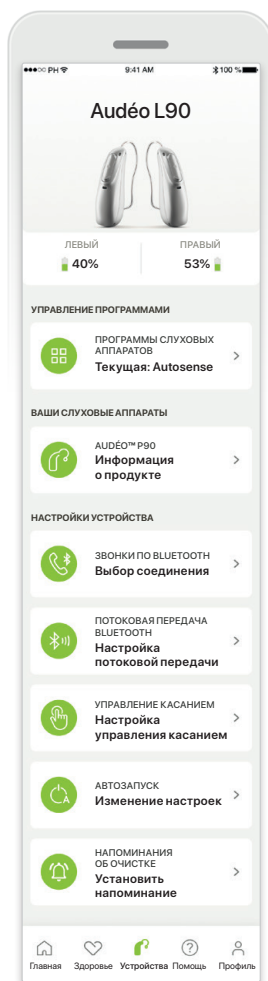 PH 9:41 AM 100 %
Audéo L90
ЛЕВЫЙ ПРАВЫЙ
40% 53%
УПРАВЛЕНИЕ ПРОГРАММАМИ
ПРОГРАММЫ СЛУХОВЫХ
АППАРАТОВ
Текущая: Autosense
ВАШИ СЛУХОВЫЕ АППАРАТЫ
AUDÉO™ P90
Информация
о продукте
НАСТРОЙКИ УСТРОЙСТВА
ЗВОНКИ ПО BLUETOOTH
Выбор соединения
ПОТОКОВАЯ ПЕРЕДАЧА
BLUETOOTH
Настройка
потоковой передачи
УПРАВЛЕНИЕ КАСАНИЕМ
Настройка
управления касанием
АВТОЗАПУСК
Изменение настроек
НАПОМИНАНИЯ
ОБ ОЧИСТКЕ
Установить
напоминание
Главная Здоровье Устройства Помощь Профиль